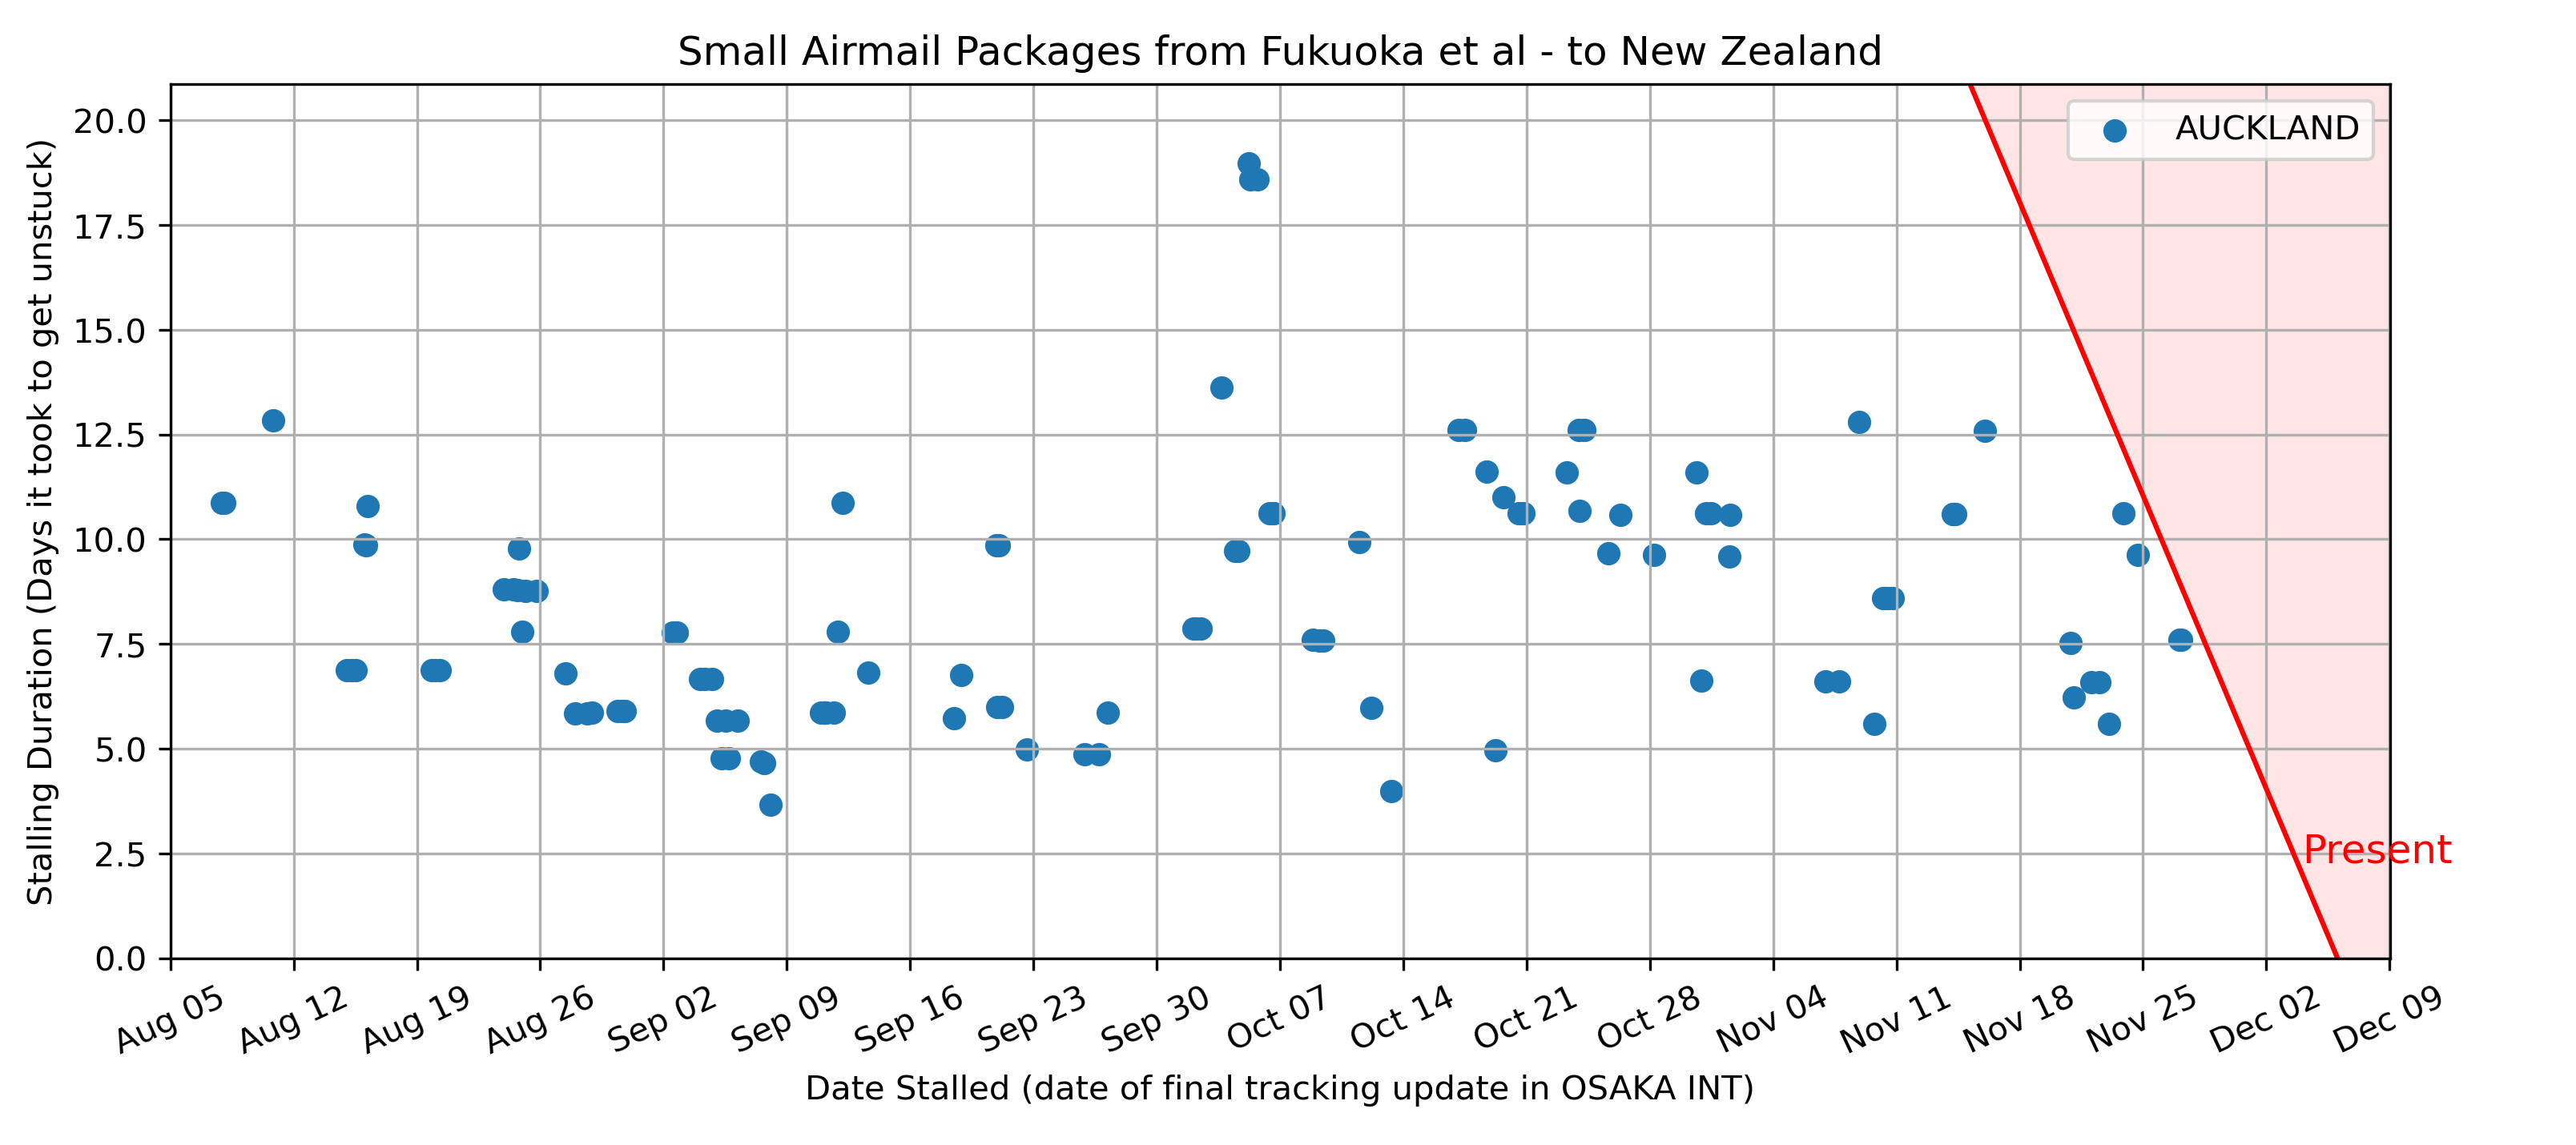 Small Airmail Packages from Fukuoka et al - to New Zealand
Stalling Duration (Days it took to get unstuck)
20.0
17.5
15.0
12.5
10.0
7.5
5.0
2.5
0.0
AUCKLAND
Present
Aug 05
Aug 12
Aug 19
Aug 26
Sep 02
Sep 09
Sep 16
Sep 23
Sep 30
Oct 07
Oct 14
Oct 21
Oct 28
Nov 04
Nov 11
Nov 18
Nov 25
Dec 02
Dec 09
Date Stalled (date of final tracking update in OSAKA INT)